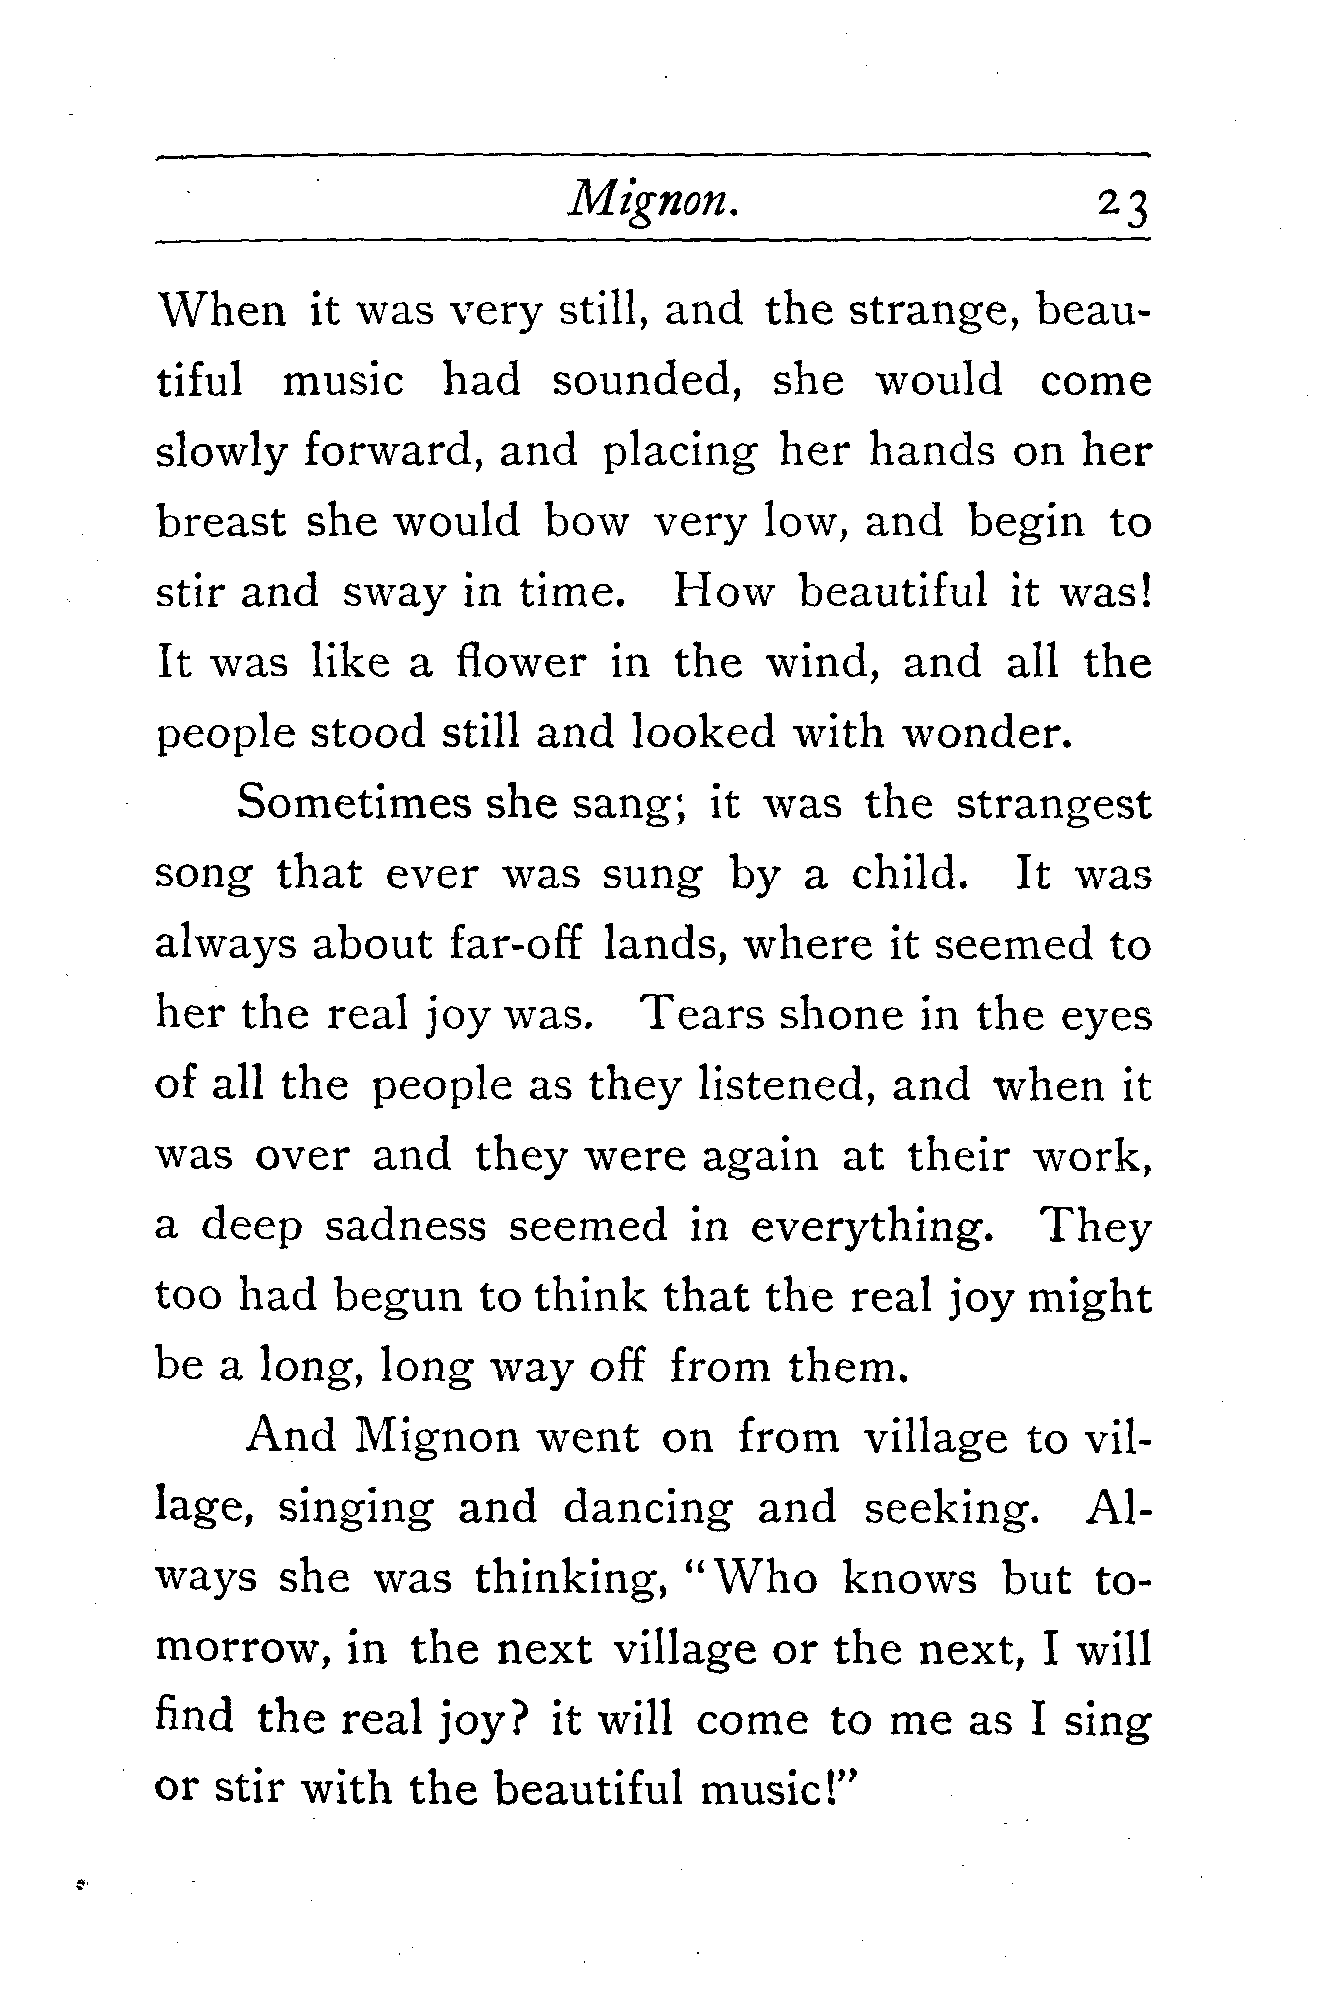 Mignon. 23
When it was very still, and the strange, beau-
tiful music had sounded, she would come
slowly forward, and placing her hands on her
breast she would bow very low, and begin to
stir and sway in time. How beautiful it was!
It was like a flower in the wind, and all the
people stood still and looked with wonder.
Sometimes she sang; it was the strangest
song that ever was sung by a child. It was
always about far-off lands, where it seemed to
her the real joy was. Tears shone in the eyes
of all the people as they listened, and when it
was over and they were again at their work,
a deep sadness seemed in everything. They
too had begun to think that the real joy might
be a long, long way off from them.
And Mignon went on from village to vil-
lage, singing and dancing and seeking. Al-
ways she was thinking, "Who knows but to-
morrow, in the next village or the next, I will
find the real joy? it will come to me as I sing
or stir with the beautiful music!"